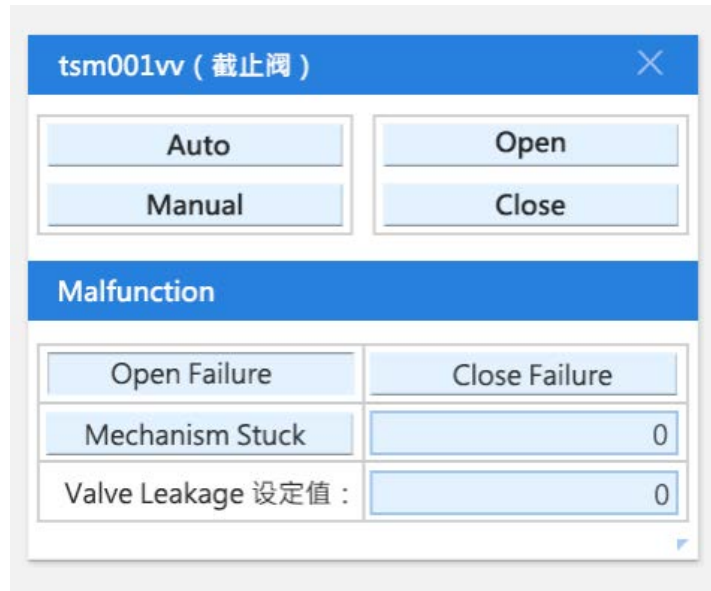 tsm001vv（截止阀）
Auto
Open
Manual
Close
Malfunction
Open Failure
Close Failure
Mechanism Stuck
0
Valve Leakage 设定值：
0